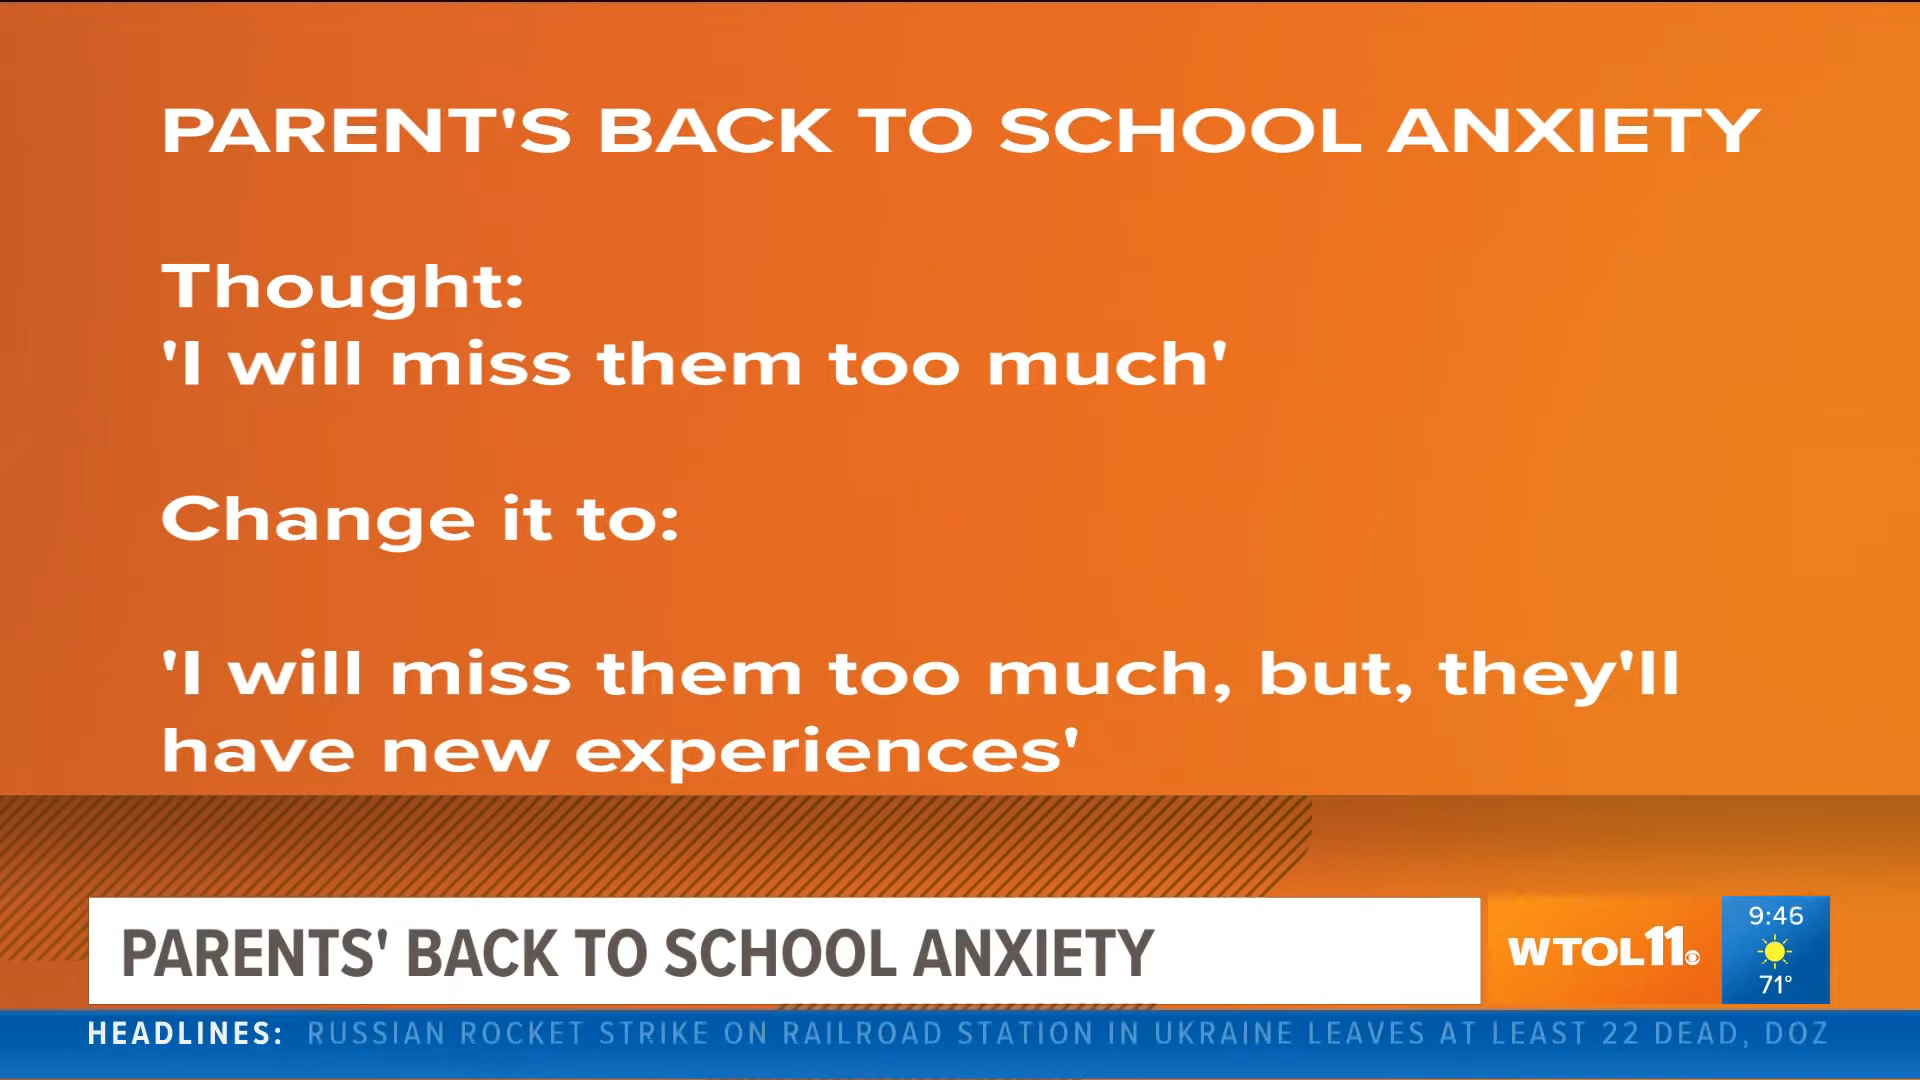 PARENT'S BACK TO SCHOOL ANXIETY
Thought:
'I will miss them too much'
Change it to:
'I will miss them too much, but, they'll
have new experiences'
PARENTS' BACK TO SCHOOL ANXIETY
WTOL11
9:46
71°
HEADLINES: RUSSIAN ROCKET STRIKE ON RAILROAD STATION IN UKRAINE LEAVES AT LEAST 22 DEAD, DOZ